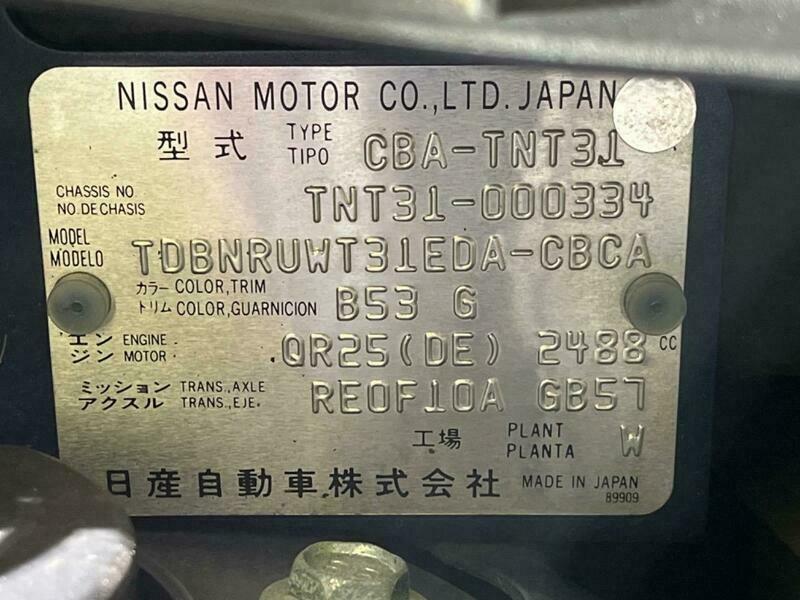 NISSAN MOTOR CO.,LTD. JAPAN
型式 TYPE TIPO CBA-TNT31
CHASSIS NO NO.DECHASIS TNT31-000334
MODEL MODELO TDBNRUWT31EDA-CBCA
カラー COLOR,TRIM
トリム COLOR,GUARNICION B53 G
エン ENGINE
ジン MOTOR QR25(DE) 2488 CC
ミッション TRANS.,AXLE
アクスル TRANS.,EJE. RE0F10A GB57
工場 PLANT PLANTA W
日産自動車株式会社 MADE IN JAPAN
89909